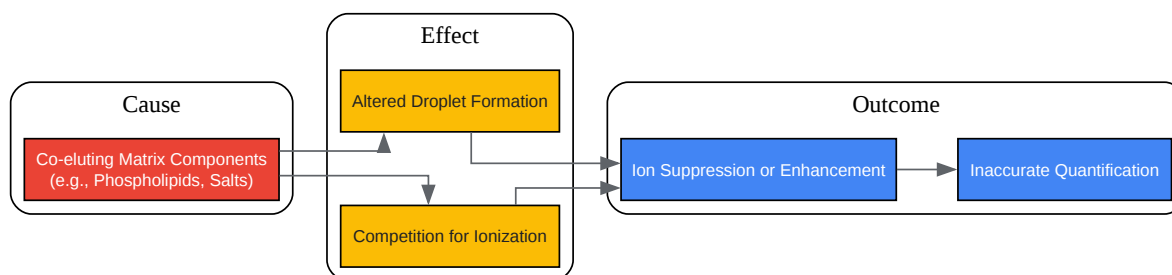 Cause
Co-eluting Matrix Components
(e.g., Phospholipids, Salts)
Effect
Altered Droplet Formation
Competition for Ionization
Outcome
Ion Suppression or Enhancement
Inaccurate Quantification